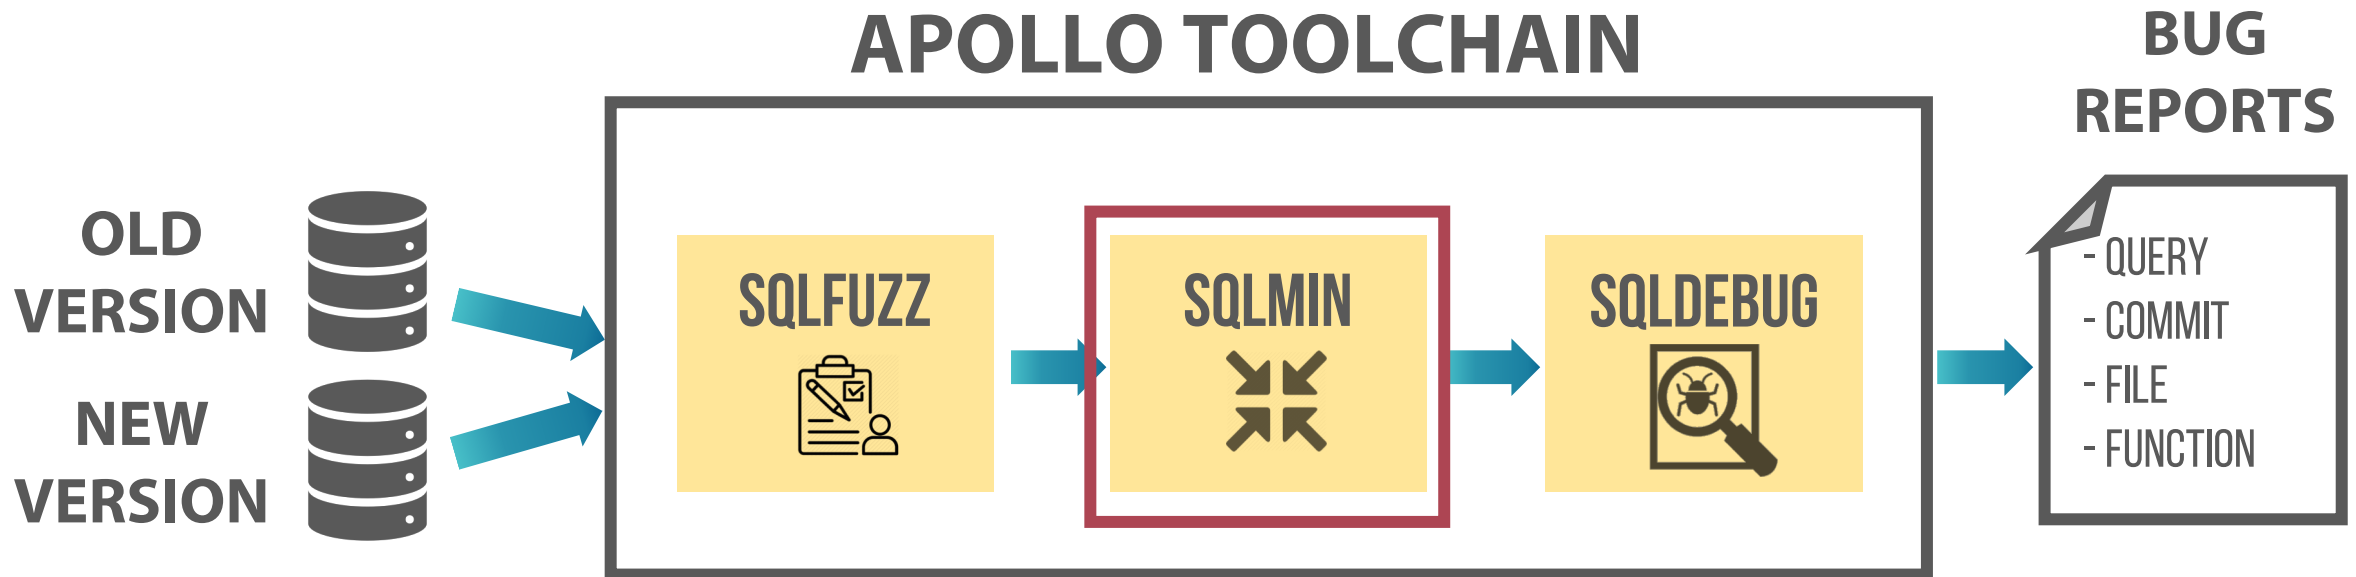 APOLLO TOOLCHAIN
BUG
REPORTS
OLD
VERSION
NEW
VERSION
SQLFUZZ
SQLMIN
SQLDEBUG
- QUERY
- COMMIT
- FILE
- FUNCTION